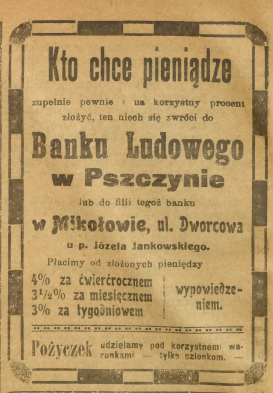 Kto chce pieniądze
zupełnie pewnie i na korzystny procent
złożyć, ten niech się zwróci do
Banku Ludowego
w Pszczynie
lub do filii tegoż banku
w Mikołowie, ul. Dworcowa
u p. Józefa Jankowskiego.
Płacimy od złożonych pieniędzy
4% za ćwierćrocznem
3½% za miesięcznem
3% za tygodniowem
wypowiedze-
niem.
Pożyczek udzielamy pod korzystnemi wa-
runkami — tylko członkom. —